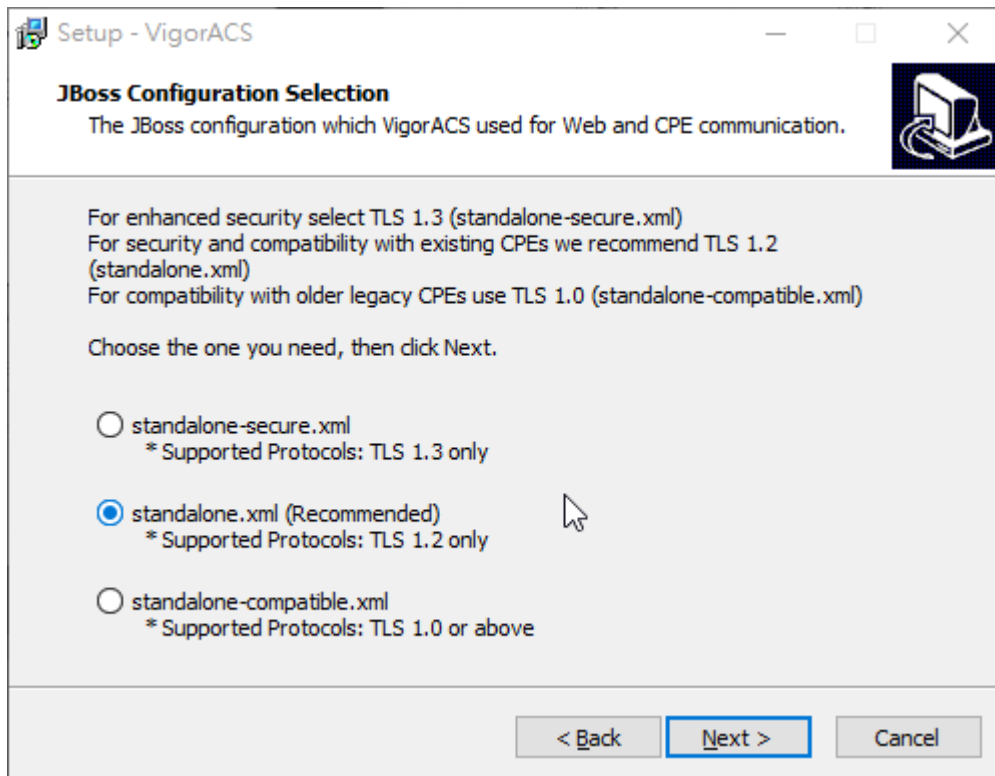 Setup - VigorACS
JBoss Configuration Selection
The JBoss configuration which VigorACS used for Web and CPE communication.
For enhanced security select TLS 1.3 (standalone-secure.xml)
For security and compatibility with existing CPEs we recommend TLS 1.2
(standalone.xml)
For compatibility with older legacy CPEs use TLS 1.0 (standalone-compatible.xml)
Choose the one you need, then click Next.
standalone-secure.xml
* Supported Protocols: TLS 1.3 only
standalone.xml (Recommended)
* Supported Protocols: TLS 1.2 only
standalone-compatible.xml
* Supported Protocols: TLS 1.0 or above
< Back Next > Cancel